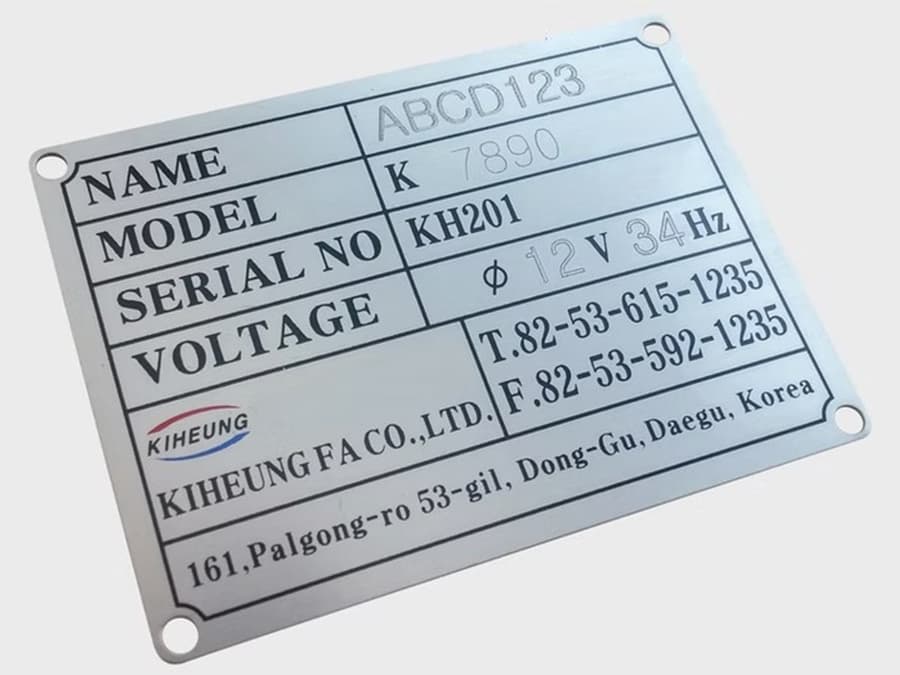 NAME ABCD123
MODEL K 7890
SERIAL NO KH201
VOLTAGE ϕ 12 V 34 Hz
KIHEUNG
KIHEUNG FA CO.,LTD.
T.82-53-615-1235
F.82-53-592-1235
161,Palgong-ro 53-gil, Dong-Gu, Daegu, Korea